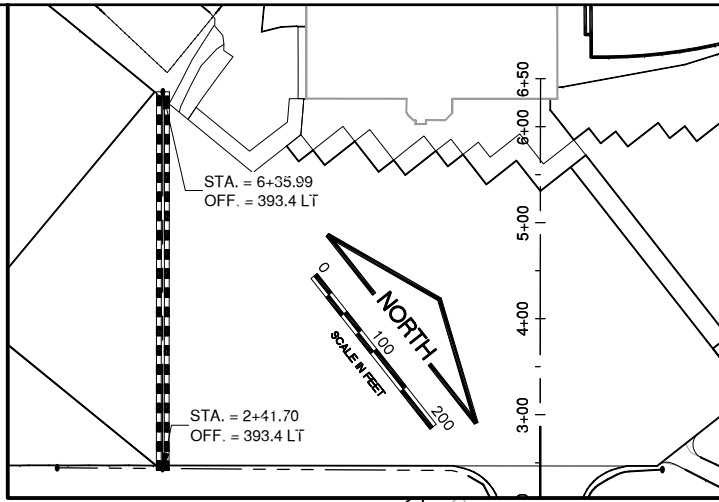 6+50
6+00
STA. = 6+35.99
OFF. = 393.4 LT
5+00
0
NORTH
100
SCALE IN FEET
200
4+00
3+00
STA. = 2+41.70
OFF. = 393.4 LT